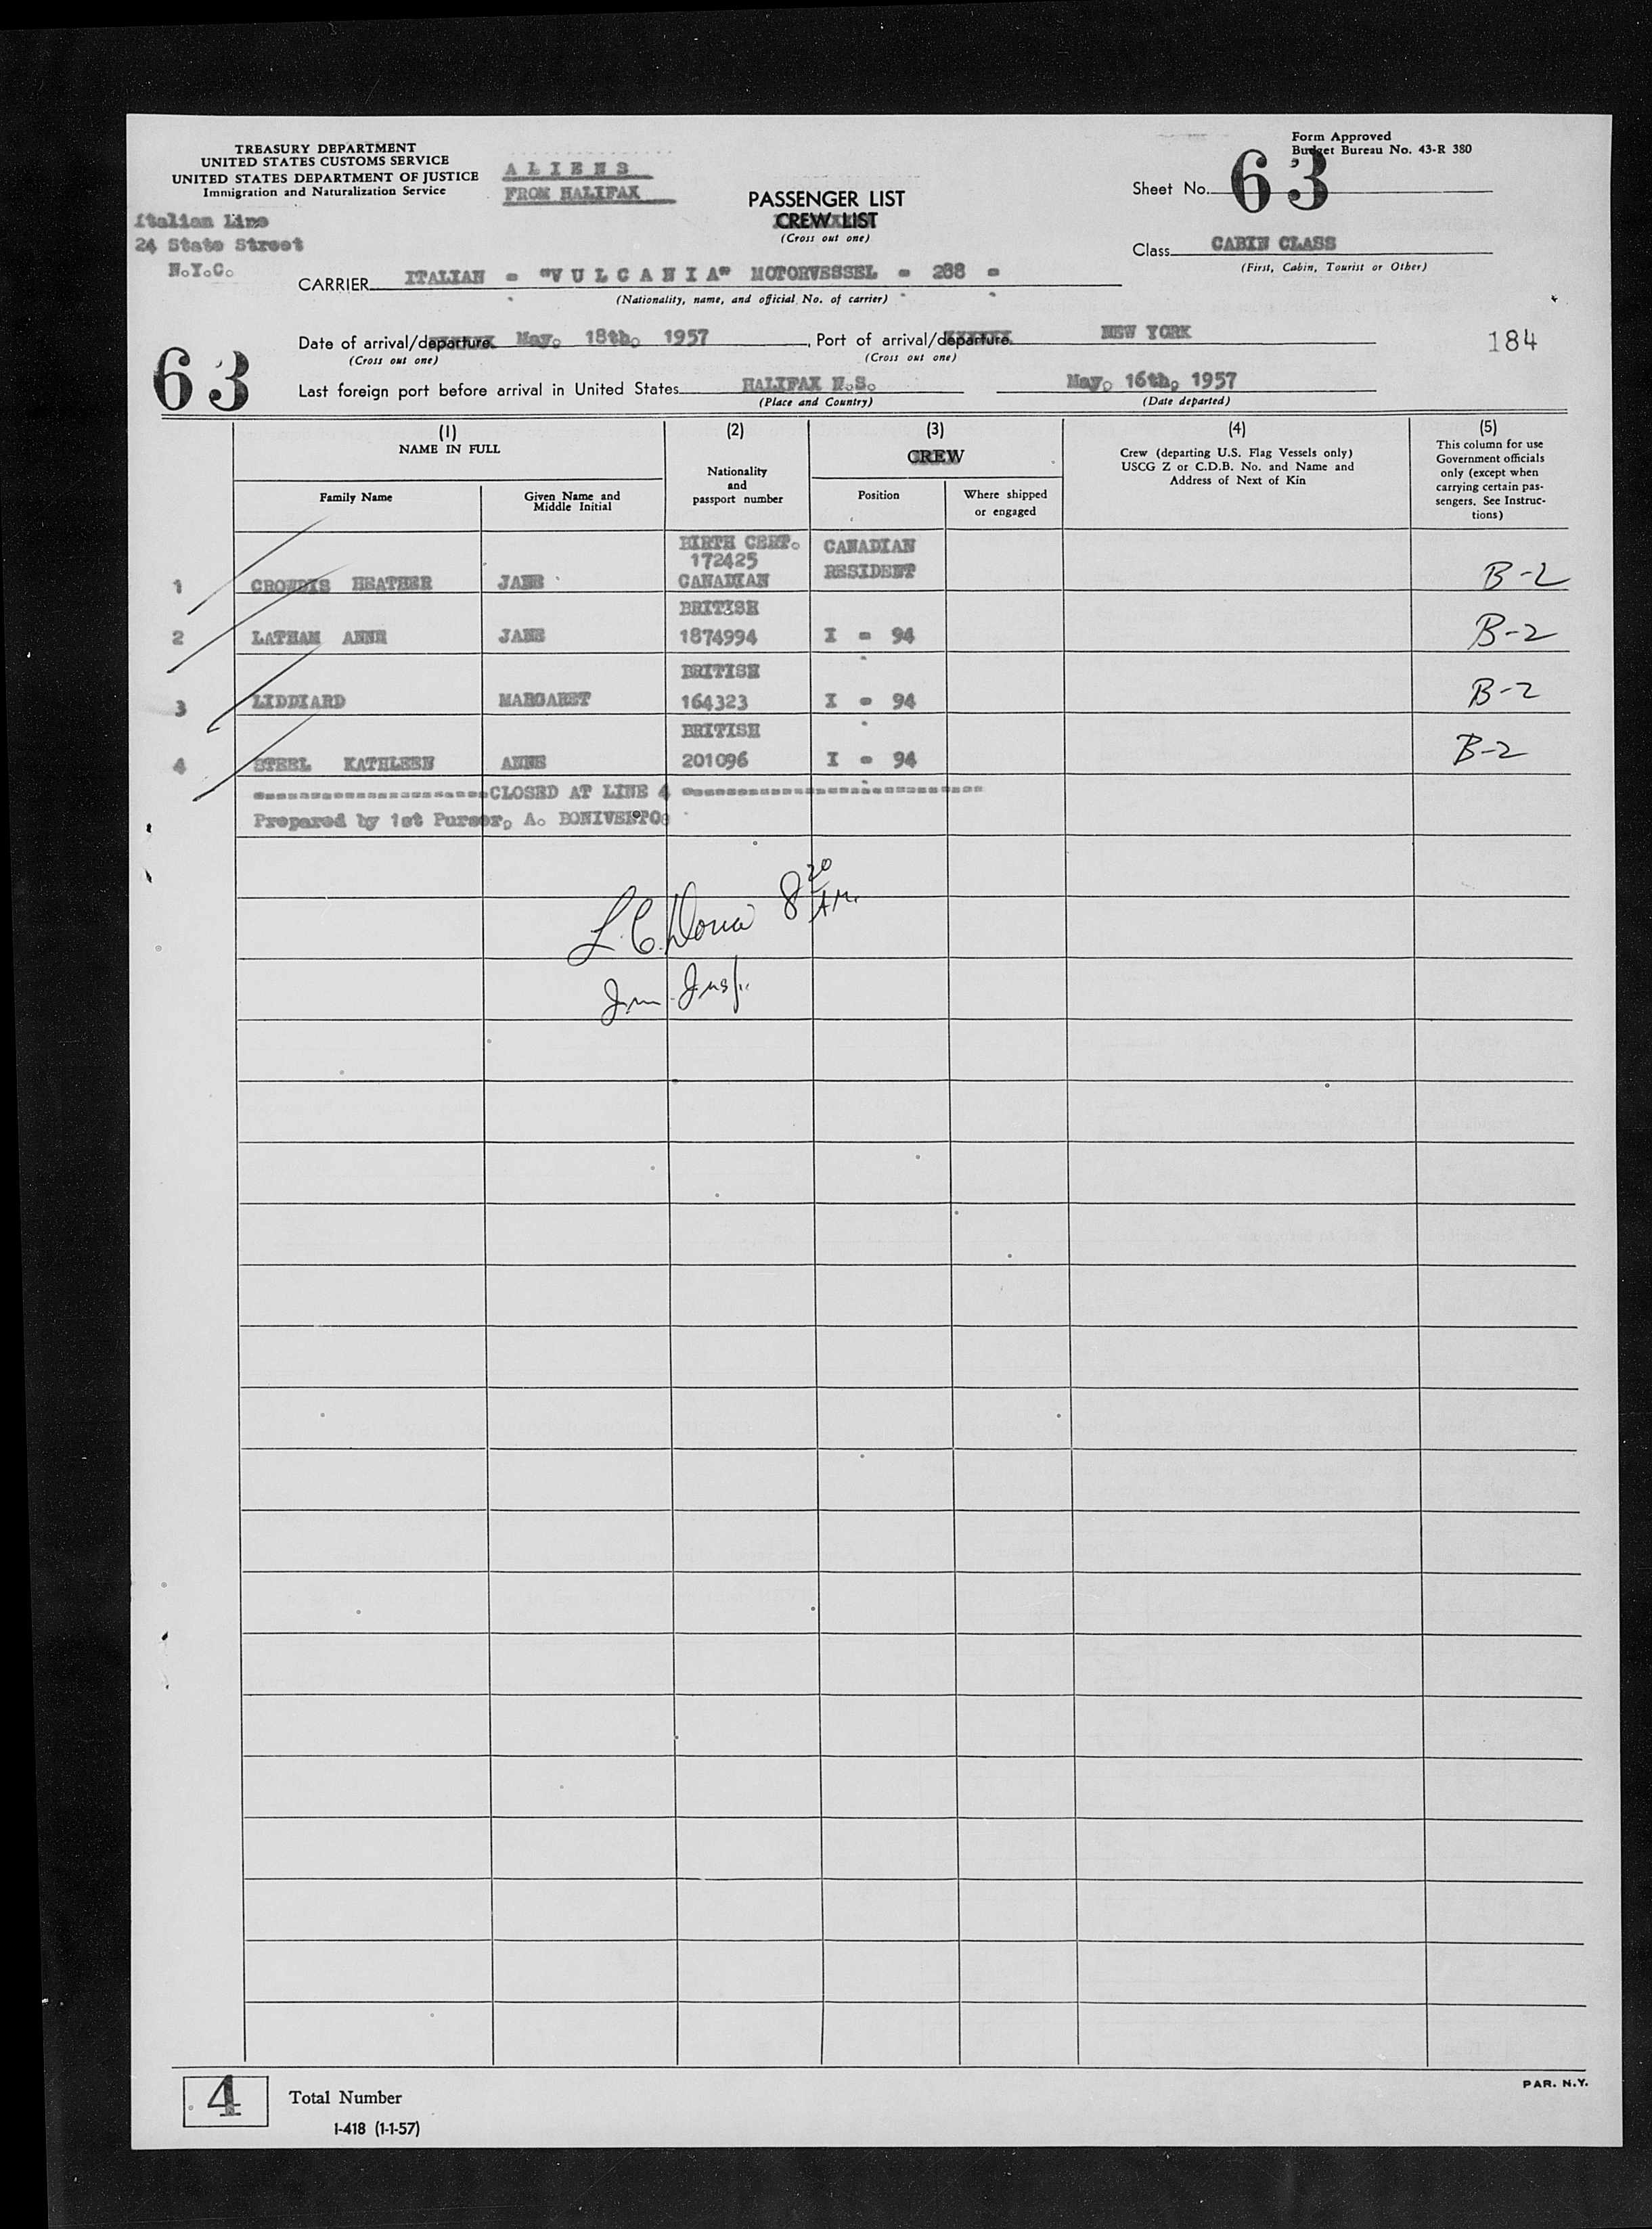 TREASURY DEPARTMENT
UNITED STATES CUSTOMS SERVICE
UNITED STATES DEPARTMENT OF JUSTICE
Immigration and Naturalization Service
ALIENS
FROM HALIFAX
Form Approved
Budget Bureau No. 43-R 380
Italian Line
24 State Street
N.Y.C.
PASSENGER LIST
CREW LIST
(Cross out one)
Sheet No. 63
Class CABIN CLASS
(First, Cabin, Tourist or Other)
CARRIER ITALIAN - "VULCANIA" MOTORVESSEL - 288 -
(Nationality, name, and official No. of carrier)
Date of arrival/departure May, 18th, 1957, Port of arrival/departure. NEW YORK
(Cross out one) (Cross out one)
184
63
Last foreign port before arrival in United States HALIFAX N.S. May, 16th, 1957
(Place and Country) (Date departed)
(1)
NAME IN FULL
Family Name
Given Name and
Middle Initial
(2)
Nationality
and
passport number
(3)
CREW
Position
Where shipped
or engaged
(4)
Crew (departing U.S. Flag Vessels only)
USCG Z or C.D.B. No. and Name and
Address of Next of Kin
(5)
This column for use
Government officials
only (except when
carrying certain pas-
sengers. See Instruc-
tions)
BIRTH CERT. CANADIAN
172425
RESIDENT
1 CROWDIS HEATHER JANE CANADIAN B-2
BRITISH
2 LATHAM ANNE JANE 1874994 I - 94 B-2
BRITISH
3 LIDDIARD MARGARET 164323 I - 94 B-2
BRITISH
4 STEEL KATHLEEN ANNE 201096 I - 94 B-2
CLOSED AT LINE 4
Prepared by 1st Purser, A. BONIVENTO
L. C. 8 20 A.M.
Im. Insp.
4 Total Number
I-418 (1-1-57)
PAR. N.Y.